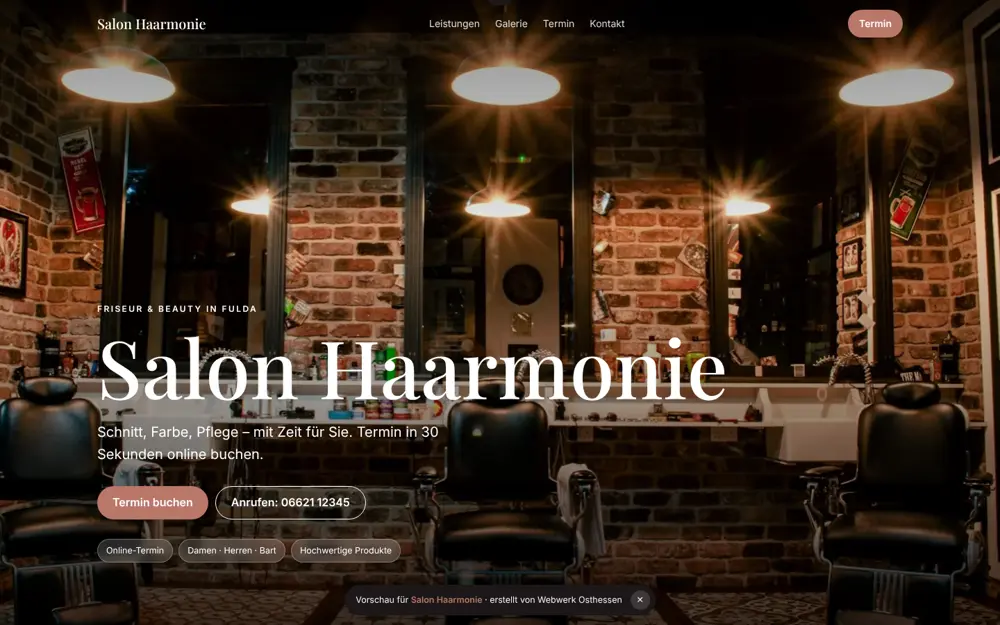 Salon Haarmonie
Leistungen Galerie Termin Kontakt
Termin
FRISEUR & BEAUTY IN FULDA
Salon Haarmonie
Schnitt, Farbe, Pflege – mit Zeit für Sie. Termin in 30
Sekunden online buchen.
Termin buchen
Anrufen: 06621 12345
Online-Termin
Damen · Herren · Bart
Hochwertige Produkte
Vorschau für Salon Haarmonie · erstellt von Webwerk Osthessen